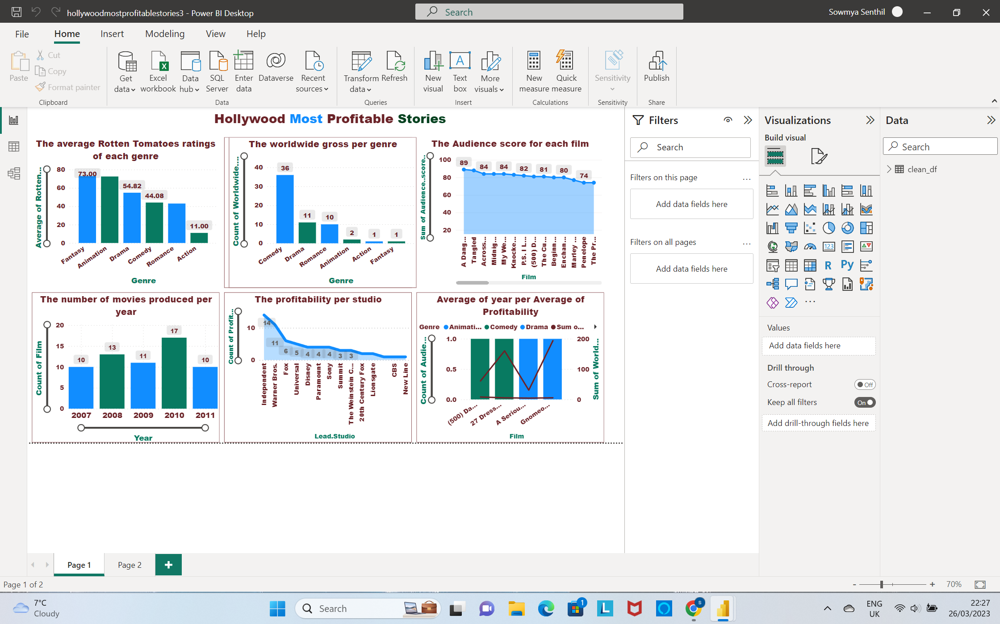 hollywoodmostprofitablestories3 - Power BI Desktop
Search
Sowmya Senthil
File
Home
Insert
Modeling
View
Help
Paste
Cut
Copy
Format painter
Clipboard
Get data
Excel workbook
Data hub
SQL Server
Enter data
Dataverse
Recent sources
Data
Transform data
Refresh
Queries
New visual
Text box
More visuals
Insert
New measure
Quick measure
Calculations
Sensitivity
Sensitivity
Publish
Share
Hollywood Most Profitable Stories
The average Rotten Tomatoes ratings
of each genre
Average of Rotten...
80
60
40
20
0
73.00
54.82
44.08
11.00
Fantasy
Animation
Drama
Comedy
Romance
Action
Genre
The worldwide gross per genre
Count of Worldwide....
40
30
20
10
0
36
11
10
2
1
1
Comedy
Drama
Romance
Animation
Action
Fantasy
Genre
The Audience score for each film
Sum of Audience..score..
100
80
60
40
20
89
84
84
82
81
80
74
A Dang...
Tangled
Across...
Midnig...
My We...
Knocke...
P.S. I L...
(500) D...
The Cu...
Beginn...
Enchan...
Marley ...
Penelope
The Pr...
Film
The number of movies produced per
year
Count of Film
20
15
10
5
0
10
13
11
17
10
2007
2008
2009
2010
2011
Year
The profitability per studio
Count of Profit...
10
0
14
11
6
5
4
4
4
3
3
Independent
Warner Bros.
Fox
Universal
Disney
Paramount
Sony
Summit
The Weinstein C...
20th Century Fox
Lionsgate
CBS
New Line
Lead.Studio
Average of year per Average of
Profitability
Genre
Animati...
Comedy
Drama
Sum o...
Count of Audie...
1.0
0.5
0.0
200
100
0
Sum of World...
(500) Da...
27 Dress...
A Seriou...
Gnomeo...
Film
Filters
Search
Filters on this page
...
Add data fields here
Filters on all pages
...
Add data fields here
Visualizations
Build visual
123
R
Py
...
Values
Add data fields here
Drill through
Cross-report
Off
Keep all filters
On
Add drill-through fields here
Data
Search
clean_df
Page 1
Page 2
+
Page 1 of 2
-
+
70%
7°C
Cloudy
Search
1
L
S
ENG
UK
22:27
26/03/2023